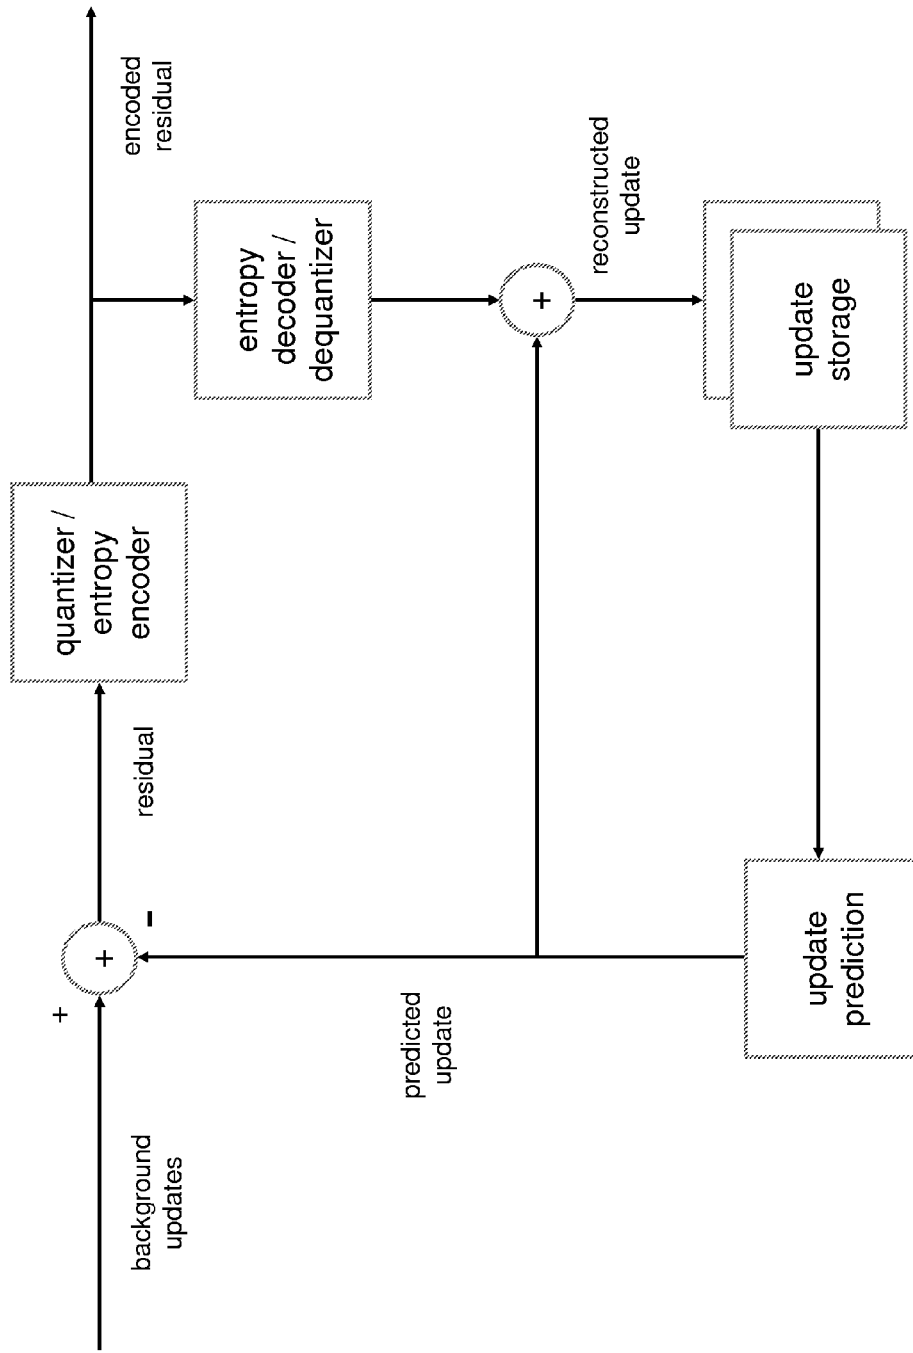 background
updates
+
+
-
residual
quantizer /
entropy
encoder
encoded
residual
entropy
decoder /
dequantizer
predicted
update
+
reconstructed
update
update
prediction
update
storage